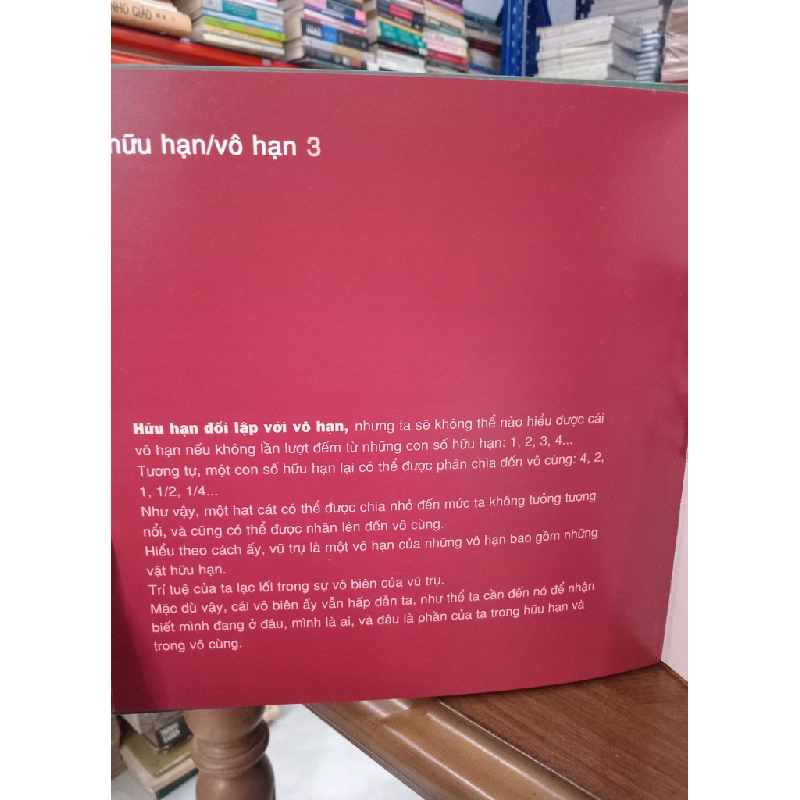 NHO GIÁO
hữu hạn/vô hạn 3
Hữu hạn đối lập với vô hạn, nhưng ta sẽ không thể nào hiểu được cái
vô hạn nếu không lần lượt đếm từ những con số hữu hạn: 1, 2, 3, 4...
Tương tự, một con số hữu hạn lại có thể được phân chia đến vô cùng: 4, 2,
1, 1/2, 1/4...
Như vậy, một hạt cát có thể được chia nhỏ đến mức ta không tưởng tượng
nổi, và cũng có thể được nhân lên đến vô cùng.
Hiểu theo cách ấy, vũ trụ là một vô hạn của những vô hạn bao gồm những
vật hữu hạn.
Trí tuệ của ta lạc lối trong sự vô biên của vũ trụ.
Mặc dù vậy, cái vô biên ấy vẫn hấp dẫn ta, như thể ta cần đến nó để nhận
biết mình đang ở đâu, mình là ai, và đâu là phần của ta trong hữu hạn và
trong vô cùng.